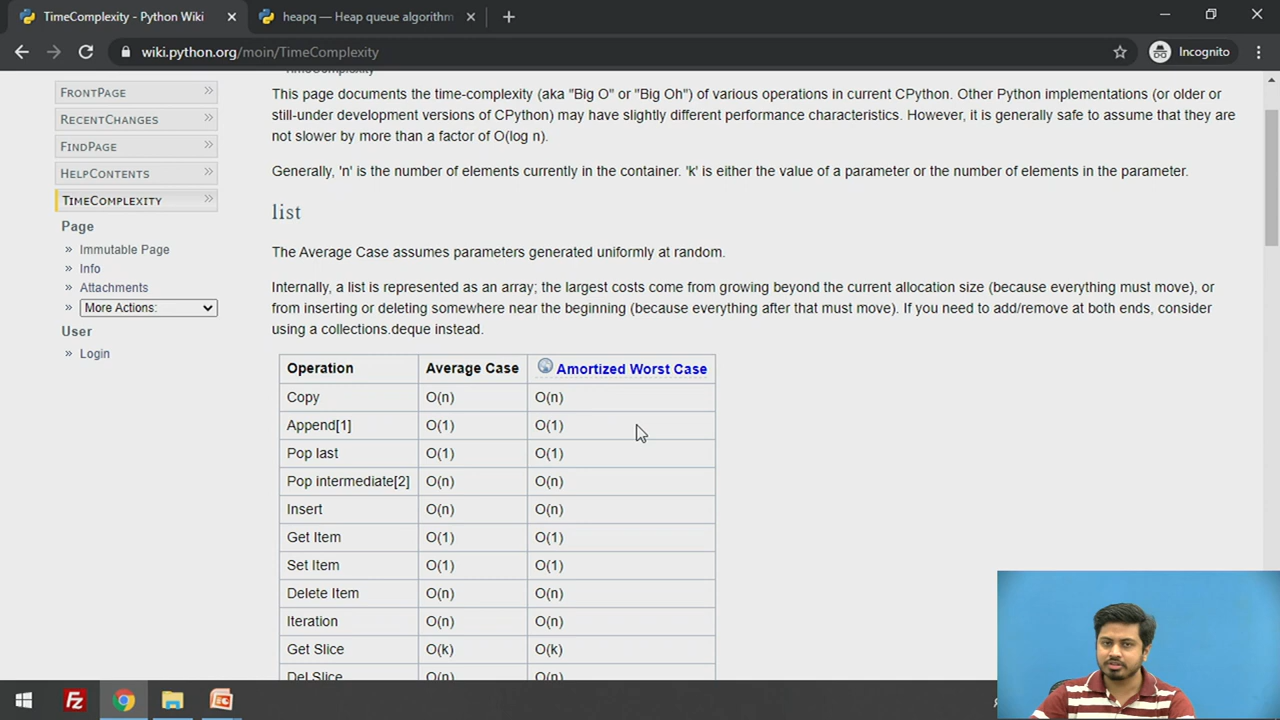 TimeComplexity - Python Wiki
heapq — Heap queue algorithm
wiki.python.org/moin/TimeComplexity
Incognito
FRONTPAGE
RECENTCHANGES
FINDPAGE
HELPCONTENTS
TIMECOMPLEXITY
Page
Immutable Page
Info
Attachments
More Actions:
User
Login
TimeComplexity
This page documents the time-complexity (aka "Big O" or "Big Oh") of various operations in current CPython. Other Python implementations (or older or
still-under development versions of CPython) may have slightly different performance characteristics. However, it is generally safe to assume that they are
not slower by more than a factor of O(log n).
Generally, 'n' is the number of elements currently in the container. 'k' is either the value of a parameter or the number of elements in the parameter.
list
The Average Case assumes parameters generated uniformly at random.
Internally, a list is represented as an array; the largest costs come from growing beyond the current allocation size (because everything must move), or
from inserting or deleting somewhere near the beginning (because everything after that must move). If you need to add/remove at both ends, consider
using a collections.deque instead.
Operation Average Case Amortized Worst Case
Copy O(n) O(n)
Append[1] O(1) O(1)
Pop last O(1) O(1)
Pop intermediate[2] O(n) O(n)
Insert O(n) O(n)
Get Item O(1) O(1)
Set Item O(1) O(1)
Delete Item O(n) O(n)
Iteration O(n) O(n)
Get Slice O(k) O(k)
Del Slice O(n) O(n)